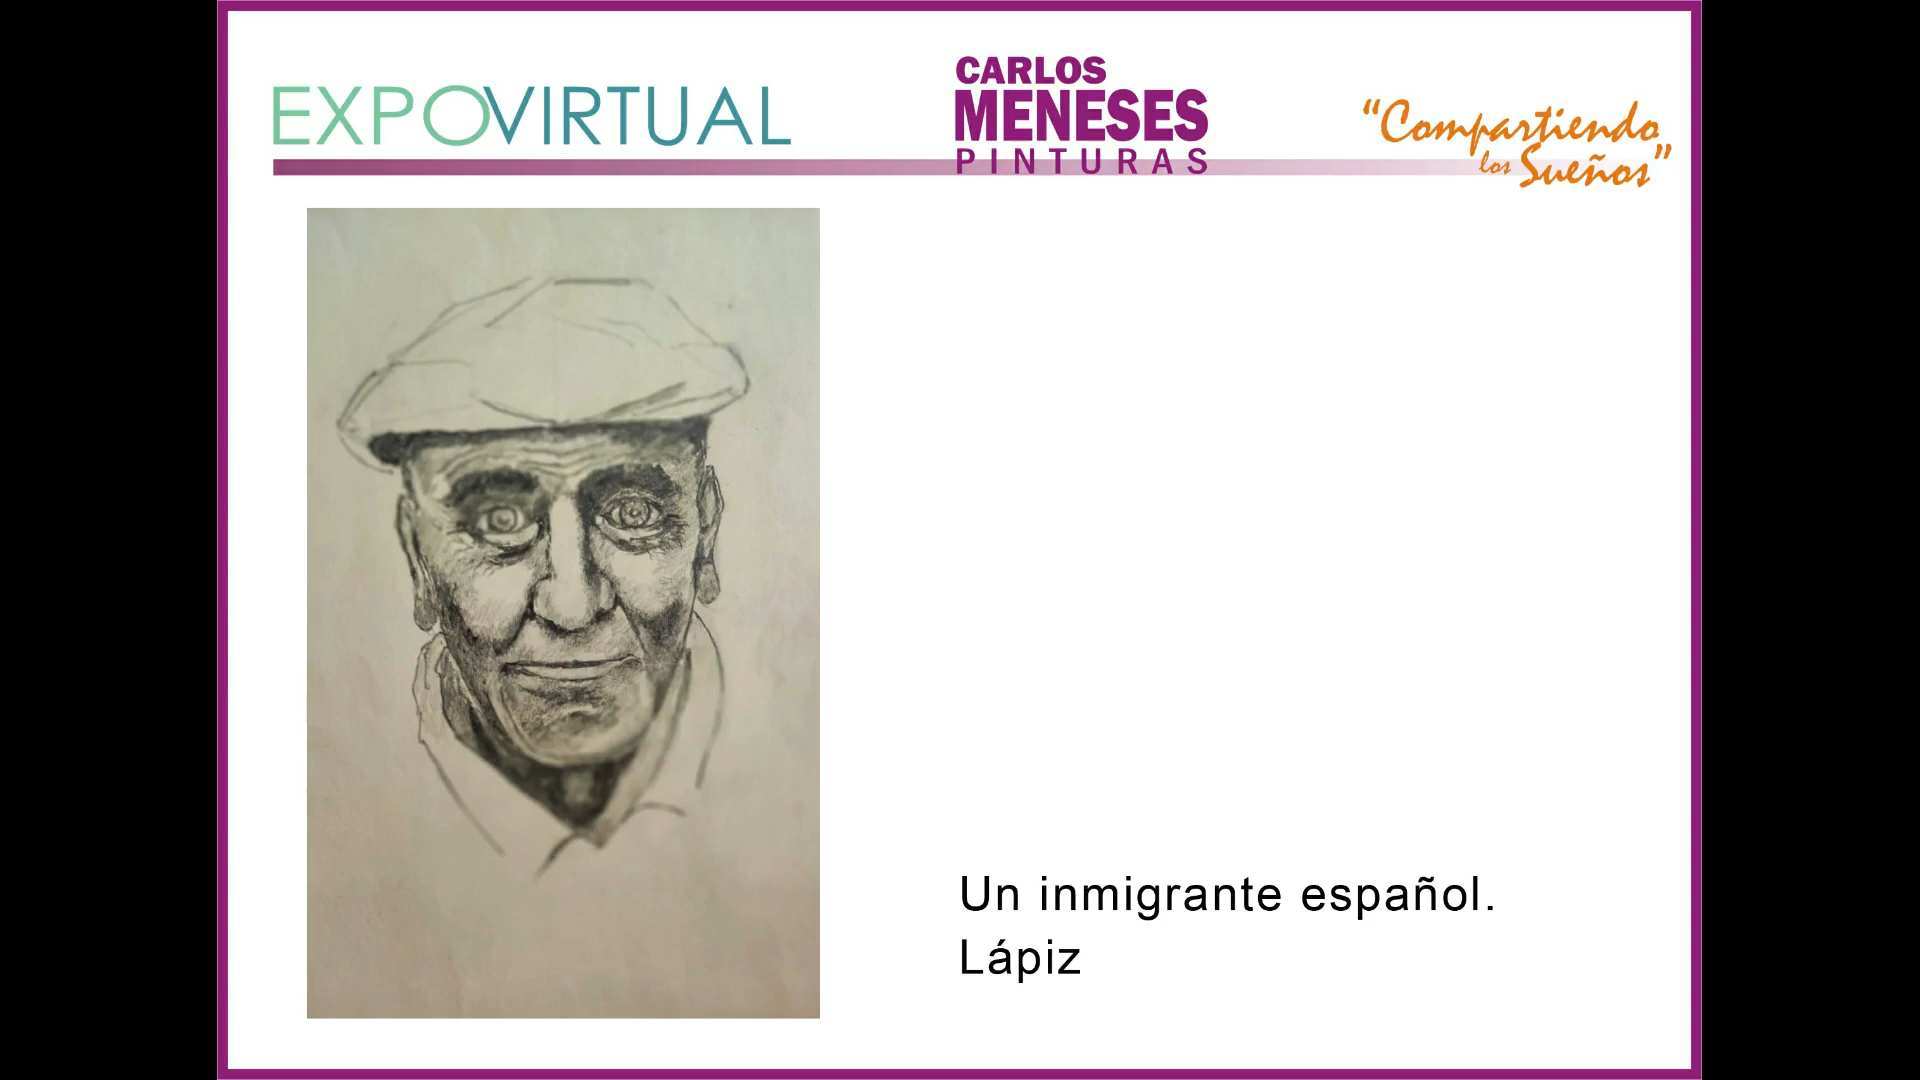 EXPOVIRTUAL
CARLOS
MENESES
PINTURAS
“Compartiendo
los Sueños”
Un inmigrante español.
Lápiz